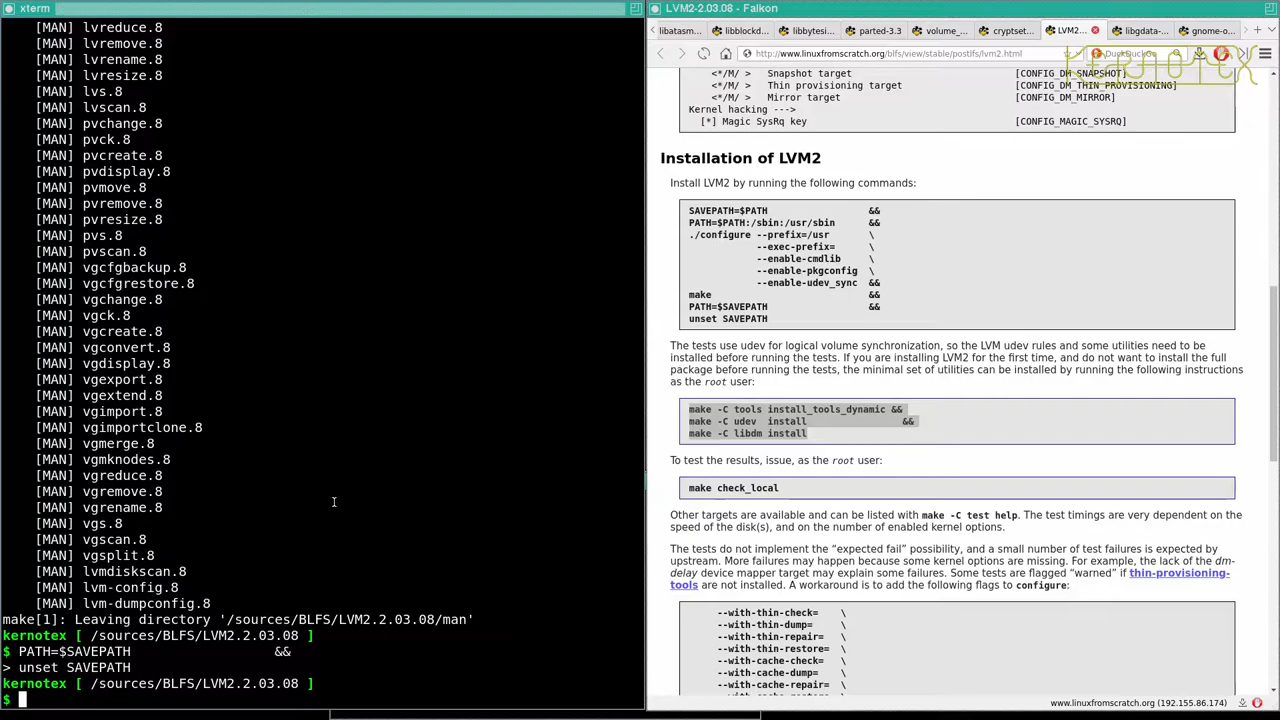 xterm
[MAN] lvreduce.8
[MAN] lvremove.8
[MAN] lvrename.8
[MAN] lvresize.8
[MAN] lvs.8
[MAN] lvscan.8
[MAN] pvchange.8
[MAN] pvck.8
[MAN] pvcreate.8
[MAN] pvdisplay.8
[MAN] pvmove.8
[MAN] pvremove.8
[MAN] pvresize.8
[MAN] pvs.8
[MAN] pvscan.8
[MAN] vgcfgbackup.8
[MAN] vgcfgrestore.8
[MAN] vgchange.8
[MAN] vgck.8
[MAN] vgcreate.8
[MAN] vgconvert.8
[MAN] vgdisplay.8
[MAN] vgexport.8
[MAN] vgextend.8
[MAN] vgimport.8
[MAN] vgimportclone.8
[MAN] vgmerge.8
[MAN] vgmknodes.8
[MAN] vgreduce.8
[MAN] vgremove.8
[MAN] vgrename.8
[MAN] vgs.8
[MAN] vgscan.8
[MAN] vgsplit.8
[MAN] lvmdiskscan.8
[MAN] lvm-config.8
[MAN] lvm-dumpconfig.8
make[1]: Leaving directory '/sources/BLFS/LVM2.2.03.08/man'
kernotex [ /sources/BLFS/LVM2.2.03.08 ]
$ PATH=$SAVEPATH &&
> unset SAVEPATH
kernotex [ /sources/BLFS/LVM2.2.03.08 ]
$
LVM2-2.03.08 - Falkon
libatasm... libblockd... libbytesi... parted-3.3 volume_... cryptset... LVM2... libgdata-... gnome-o...
http://www.linuxfromscratch.org/blfs/view/stable/postlfs/lvm2.html DuckDuckGo
KERNOTEX
<*/M/ > Snapshot target [CONFIG_DM_SNAPSHOT]
<*/M/ > Thin provisioning target [CONFIG_DM_THIN_PROVISIONING]
<*/M/ > Mirror target [CONFIG_DM_MIRROR]
Kernel hacking --->
[*] Magic SysRq key [CONFIG_MAGIC_SYSRQ]
Installation of LVM2
Install LVM2 by running the following commands:
SAVEPATH=$PATH &&
PATH=$PATH:/sbin:/usr/sbin &&
./configure --prefix=/usr \
--exec-prefix= \
--enable-cmdlib \
--enable-pkgconfig \
--enable-udev_sync &&
make &&
PATH=$SAVEPATH &&
unset SAVEPATH
The tests use udev for logical volume synchronization, so the LVM udev rules and some utilities need to be
installed before running the tests. If you are installing LVM2 for the first time, and do not want to install the full
package before running the tests, the minimal set of utilities can be installed by running the following instructions
as the root user:
make -C tools install_tools_dynamic &&
make -C udev install &&
make -C libdm install
To test the results, issue, as the root user:
make check_local
Other targets are available and can be listed with make -C test help. The test timings are very dependent on the
speed of the disk(s), and on the number of enabled kernel options.
The tests do not implement the “expected fail” possibility, and a small number of test failures is expected by
upstream. More failures may happen because some kernel options are missing. For example, the lack of the dm-
delay device mapper target may explain some failures. Some tests are flagged “warned” if thin-provisioning-
tools are not installed. A workaround is to add the following flags to configure:
--with-thin-check= \
--with-thin-dump= \
--with-thin-repair= \
--with-thin-restore= \
--with-cache-check= \
--with-cache-dump= \
--with-cache-repair= \
www.linuxfromscratch.org (192.155.86.174)